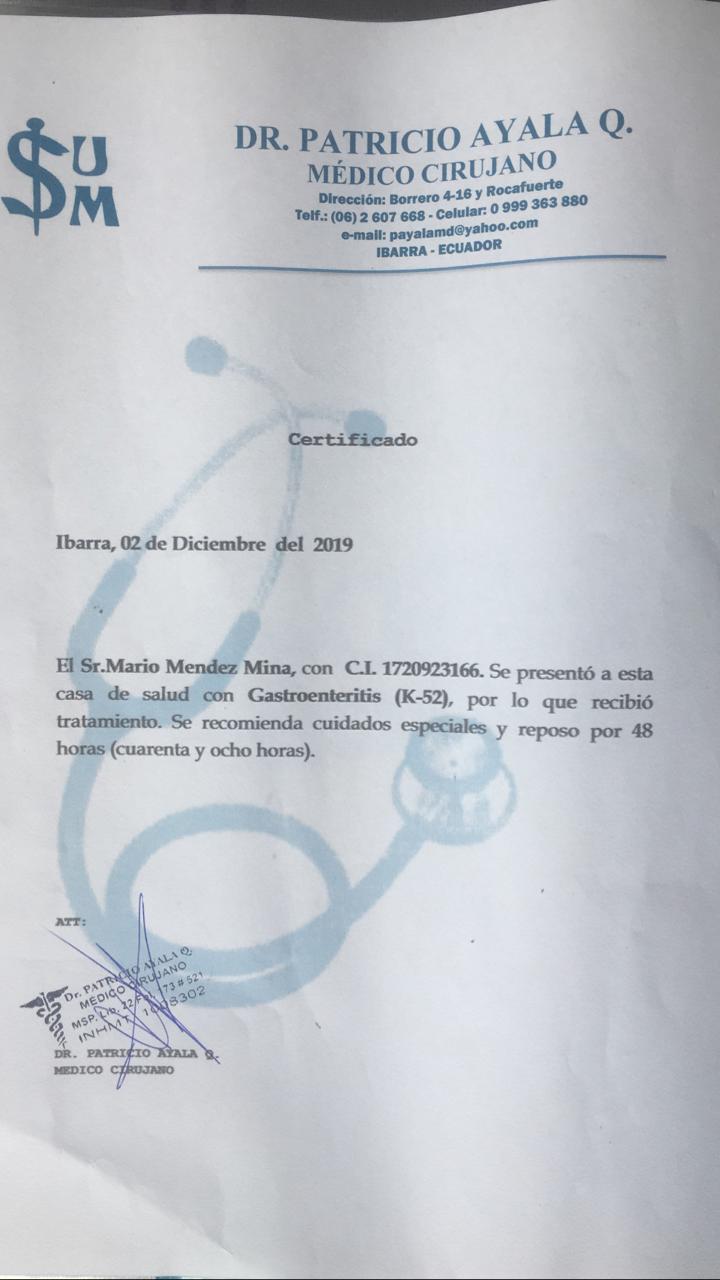 SUM
DR. PATRICIO AYALA Q.
MÉDICO CIRUJANO
Dirección: Borrero 4-16 y Rocafuerte
Telf.: (06) 2 607 668 - Celular: 0 999 363 880
e-mail: payalamd@yahoo.com
IBARRA - ECUADOR
Certificado
Ibarra, 02 de Diciembre del 2019
El Sr.Mario Mendez Mina, con C.I. 1720923166. Se presentó a esta
casa de salud con Gastroenteritis (K-52), por lo que recibió
tratamiento. Se recomienda cuidados especiales y reposo por 48
horas (cuarenta y ocho horas).
ATT:
Dr. PATRICIO AYALA Q.
MÉDICO CIRUJANO
MSP. Lib. 22 Fol. 73 # 521
INHMT
DR. PATRICIO AYALA Q.
MEDICO CIRUJANO